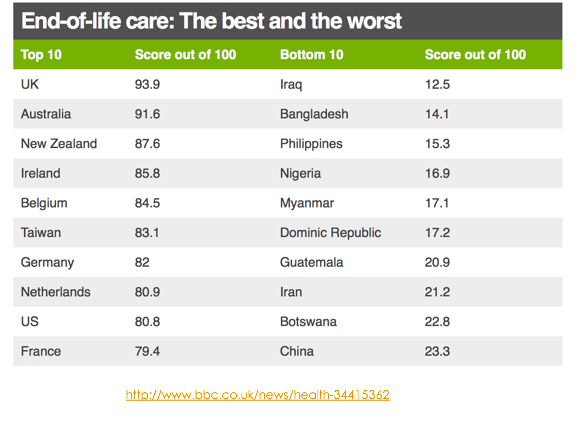 End-of-life care: The best and the worst
Top 10 Score out of 100 Bottom 10 Score out of 100
UK 93.9 Iraq 12.5
Australia 91.6 Bangladesh 14.1
New Zealand 87.6 Philippines 15.3
Ireland 85.8 Nigeria 16.9
Belgium 84.5 Myanmar 17.1
Taiwan 83.1 Dominic Republic 17.2
Germany 82 Guatemala 20.9
Netherlands 80.9 Iran 21.2
US 80.8 Botswana 22.8
France 79.4 China 23.3
http://www.bbc.co.uk/news/health-34415362